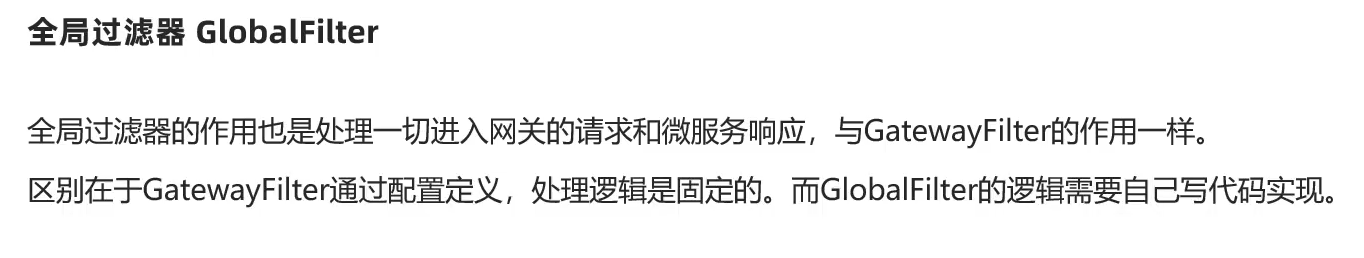 全局过滤器 GlobalFilter
全局过滤器的作用也是处理一切进入网关的请求和微服务响应，与GatewayFilter的作用一样。
区别在于GatewayFilter通过配置定义，处理逻辑是固定的。而GlobalFilter的逻辑需要自己写代码实现。